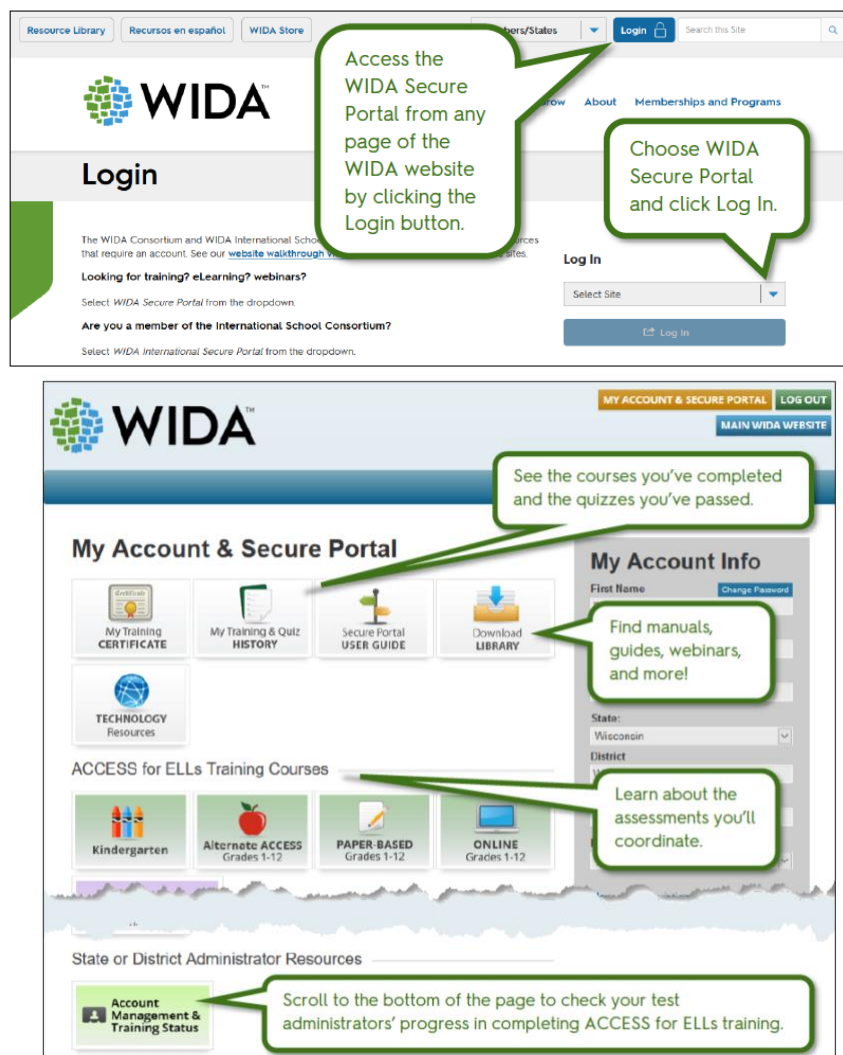 Resource Library Recursos en español WIDA Store bers/States Login Search this Site
Access the
WIDA Secure
Portal from any
page of the
WIDA website
by clicking the
Login button.
WIDA™
row About Memberships and Programs
Choose WIDA
Secure Portal
and click Log In.
Login
The WIDA Consortium and WIDA International Scho urces
that require an account. See our website walkthrough v sites.
Looking for training? eLearning? webinars?
Select WIDA Secure Portal from the dropdown.
Are you a member of the International School Consortium?
Select WIDA International Secure Portal from the dropdown.
Log In
Select Site
Log In
WIDA™
MY ACCOUNT & SECURE PORTAL LOG OUT
MAIN WIDA WEBSITE
See the courses you've completed
and the quizzes you've passed.
My Account & Secure Portal
Certificate
My Training
CERTIFICATE
My Training & Quiz
HISTORY
Secure Portal
USER GUIDE
Download
LIBRARY
TECHNOLOGY
Resources
My Account Info
First Name Change Password
Find manuals,
guides, webinars,
and more!
State:
Wisconsin
District
ACCESS for ELLs Training Courses
Learn about the
assessments you'll
coordinate.
Kindergarten
Alternate ACCESS
Grades 1-12
PAPER-BASED
Grades 1-12
ONLINE
Grades 1-12
State or District Administrator Resources
Account
Management &
Training Status
Scroll to the bottom of the page to check your test
administrators' progress in completing ACCESS for ELLs training.